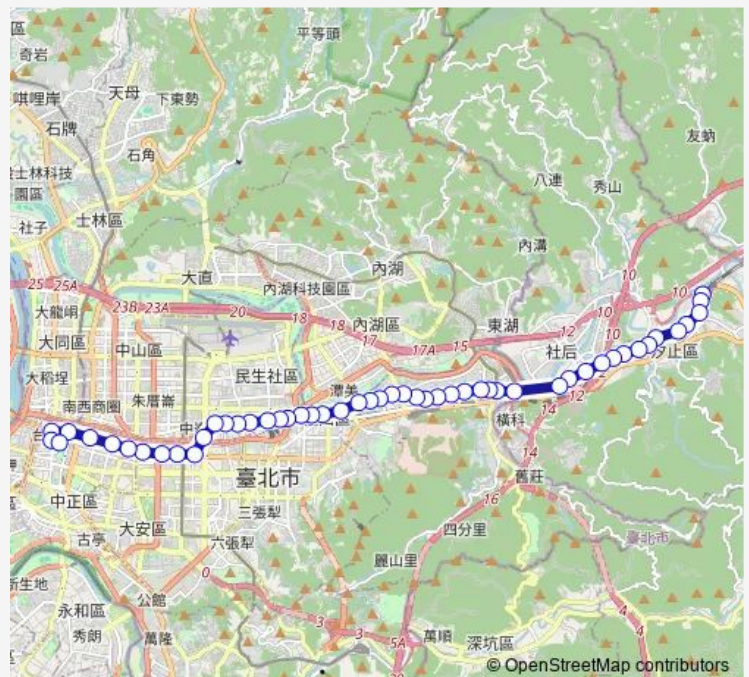 區
平等頭
奇岩
天母
下東勢
唭哩岸
石牌
友蚋
石角
士林科技
園區
八連
秀山
社子
士林區
內溝
10
內湖
大直
25
25A
內湖科技園區
10
23B
23A
20
18
大龍峒
18
內湖區
東湖
12
10
17
大同區
中山區
17A
15
社后
汐止區
大稻埕
民生社區
潭美
12
朱厝崙
南西商圈
14
橫科
臺北市
舊莊
中正區
16
三張犁
大安區
四分里
臺北市
古亭
六張犁
麗山里
0
新生地
公館
永和區
3
4
秀朗
萬隆
3
5A
萬順
深坑區
4
© OpenStreetMap contributors